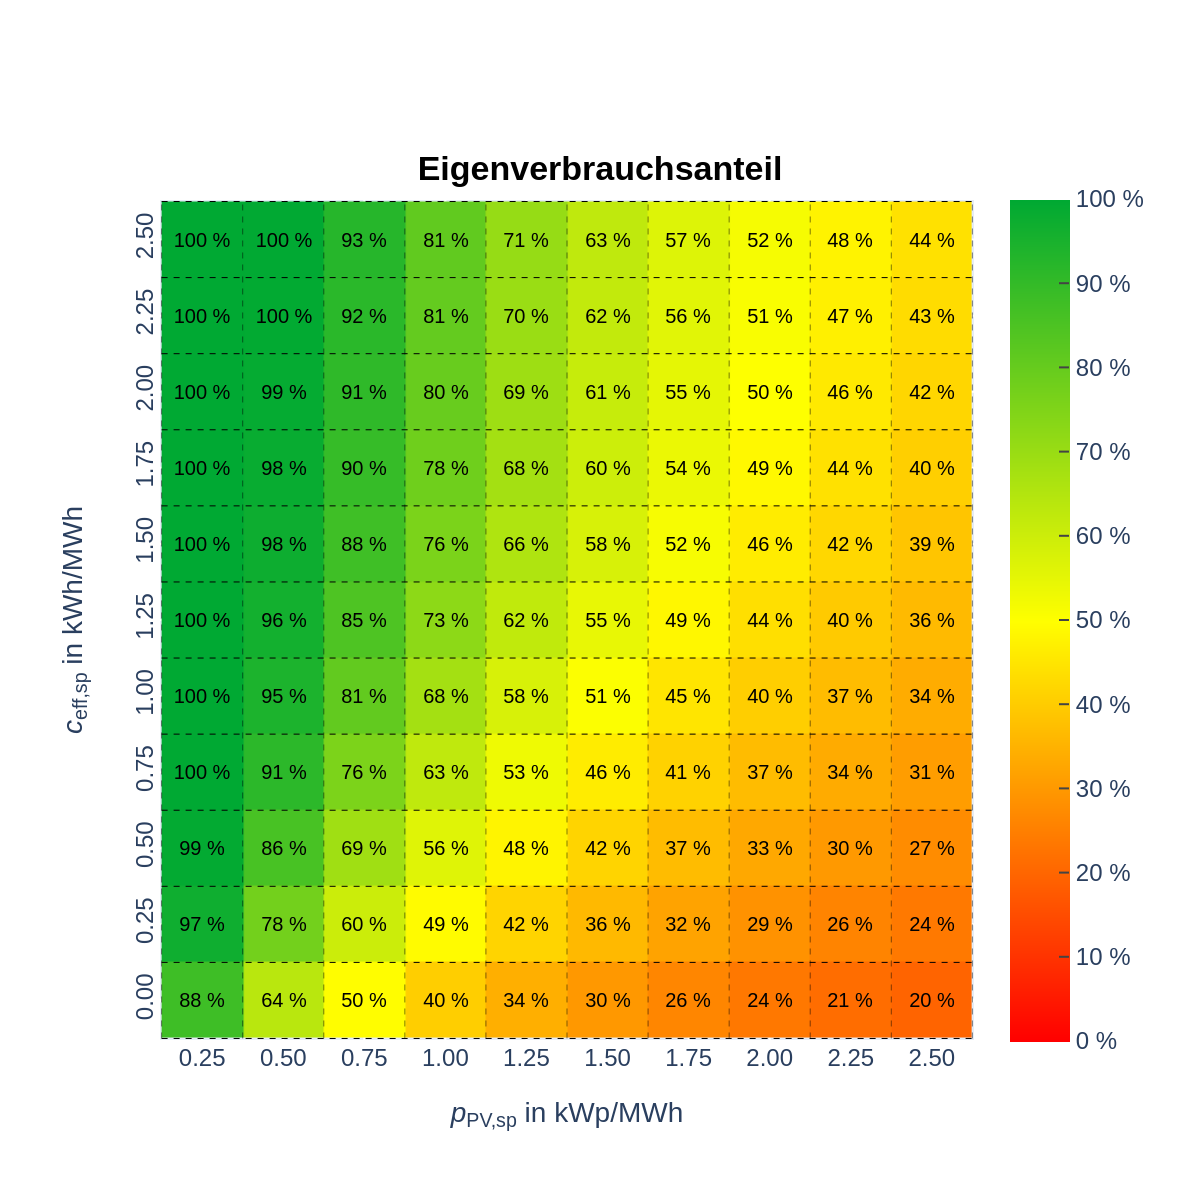 Eigenverbrauchsanteil
2.50 100 % 100 % 93 % 81 % 71 % 63 % 57 % 52 % 48 % 44 %
2.25 100 % 100 % 92 % 81 % 70 % 62 % 56 % 51 % 47 % 43 %
2.00 100 % 99 % 91 % 80 % 69 % 61 % 55 % 50 % 46 % 42 %
1.75 100 % 98 % 90 % 78 % 68 % 60 % 54 % 49 % 44 % 40 %
1.50 100 % 98 % 88 % 76 % 66 % 58 % 52 % 46 % 42 % 39 %
1.25 100 % 96 % 85 % 73 % 62 % 55 % 49 % 44 % 40 % 36 %
1.00 100 % 95 % 81 % 68 % 58 % 51 % 45 % 40 % 37 % 34 %
0.75 100 % 91 % 76 % 63 % 53 % 46 % 41 % 37 % 34 % 31 %
0.50 99 % 86 % 69 % 56 % 48 % 42 % 37 % 33 % 30 % 27 %
0.25 97 % 78 % 60 % 49 % 42 % 36 % 32 % 29 % 26 % 24 %
0.00 88 % 64 % 50 % 40 % 34 % 30 % 26 % 24 % 21 % 20 %
0.25 0.50 0.75 1.00 1.25 1.50 1.75 2.00 2.25 2.50
pPV,sp in kWp/MWh
ceff,sp in kWh/MWh
100 %
90 %
80 %
70 %
60 %
50 %
40 %
30 %
20 %
10 %
0 %